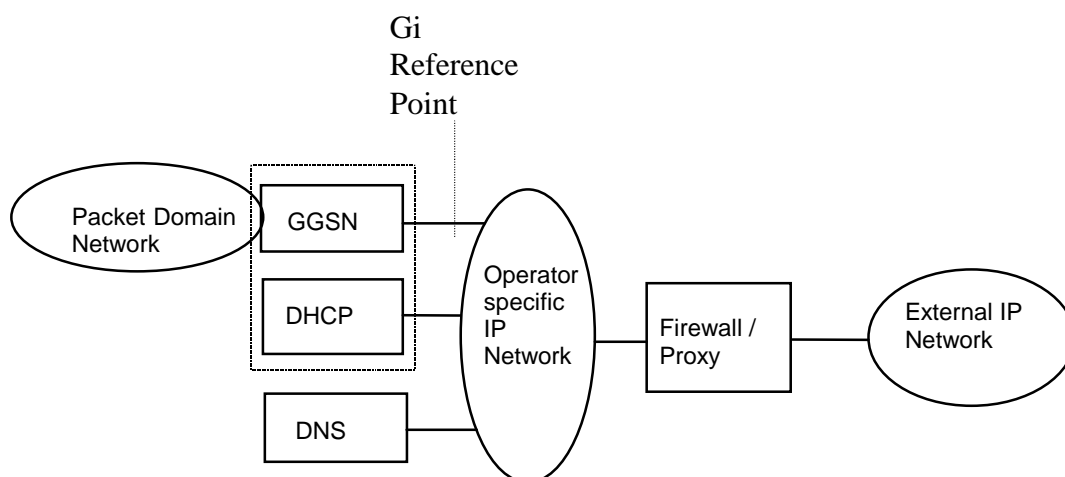 Gi
Reference
Point
Packet Domain
Network
GGSN
DHCP
DNS
Operator
specific
IP
Network
Firewall /
Proxy
External IP
Network